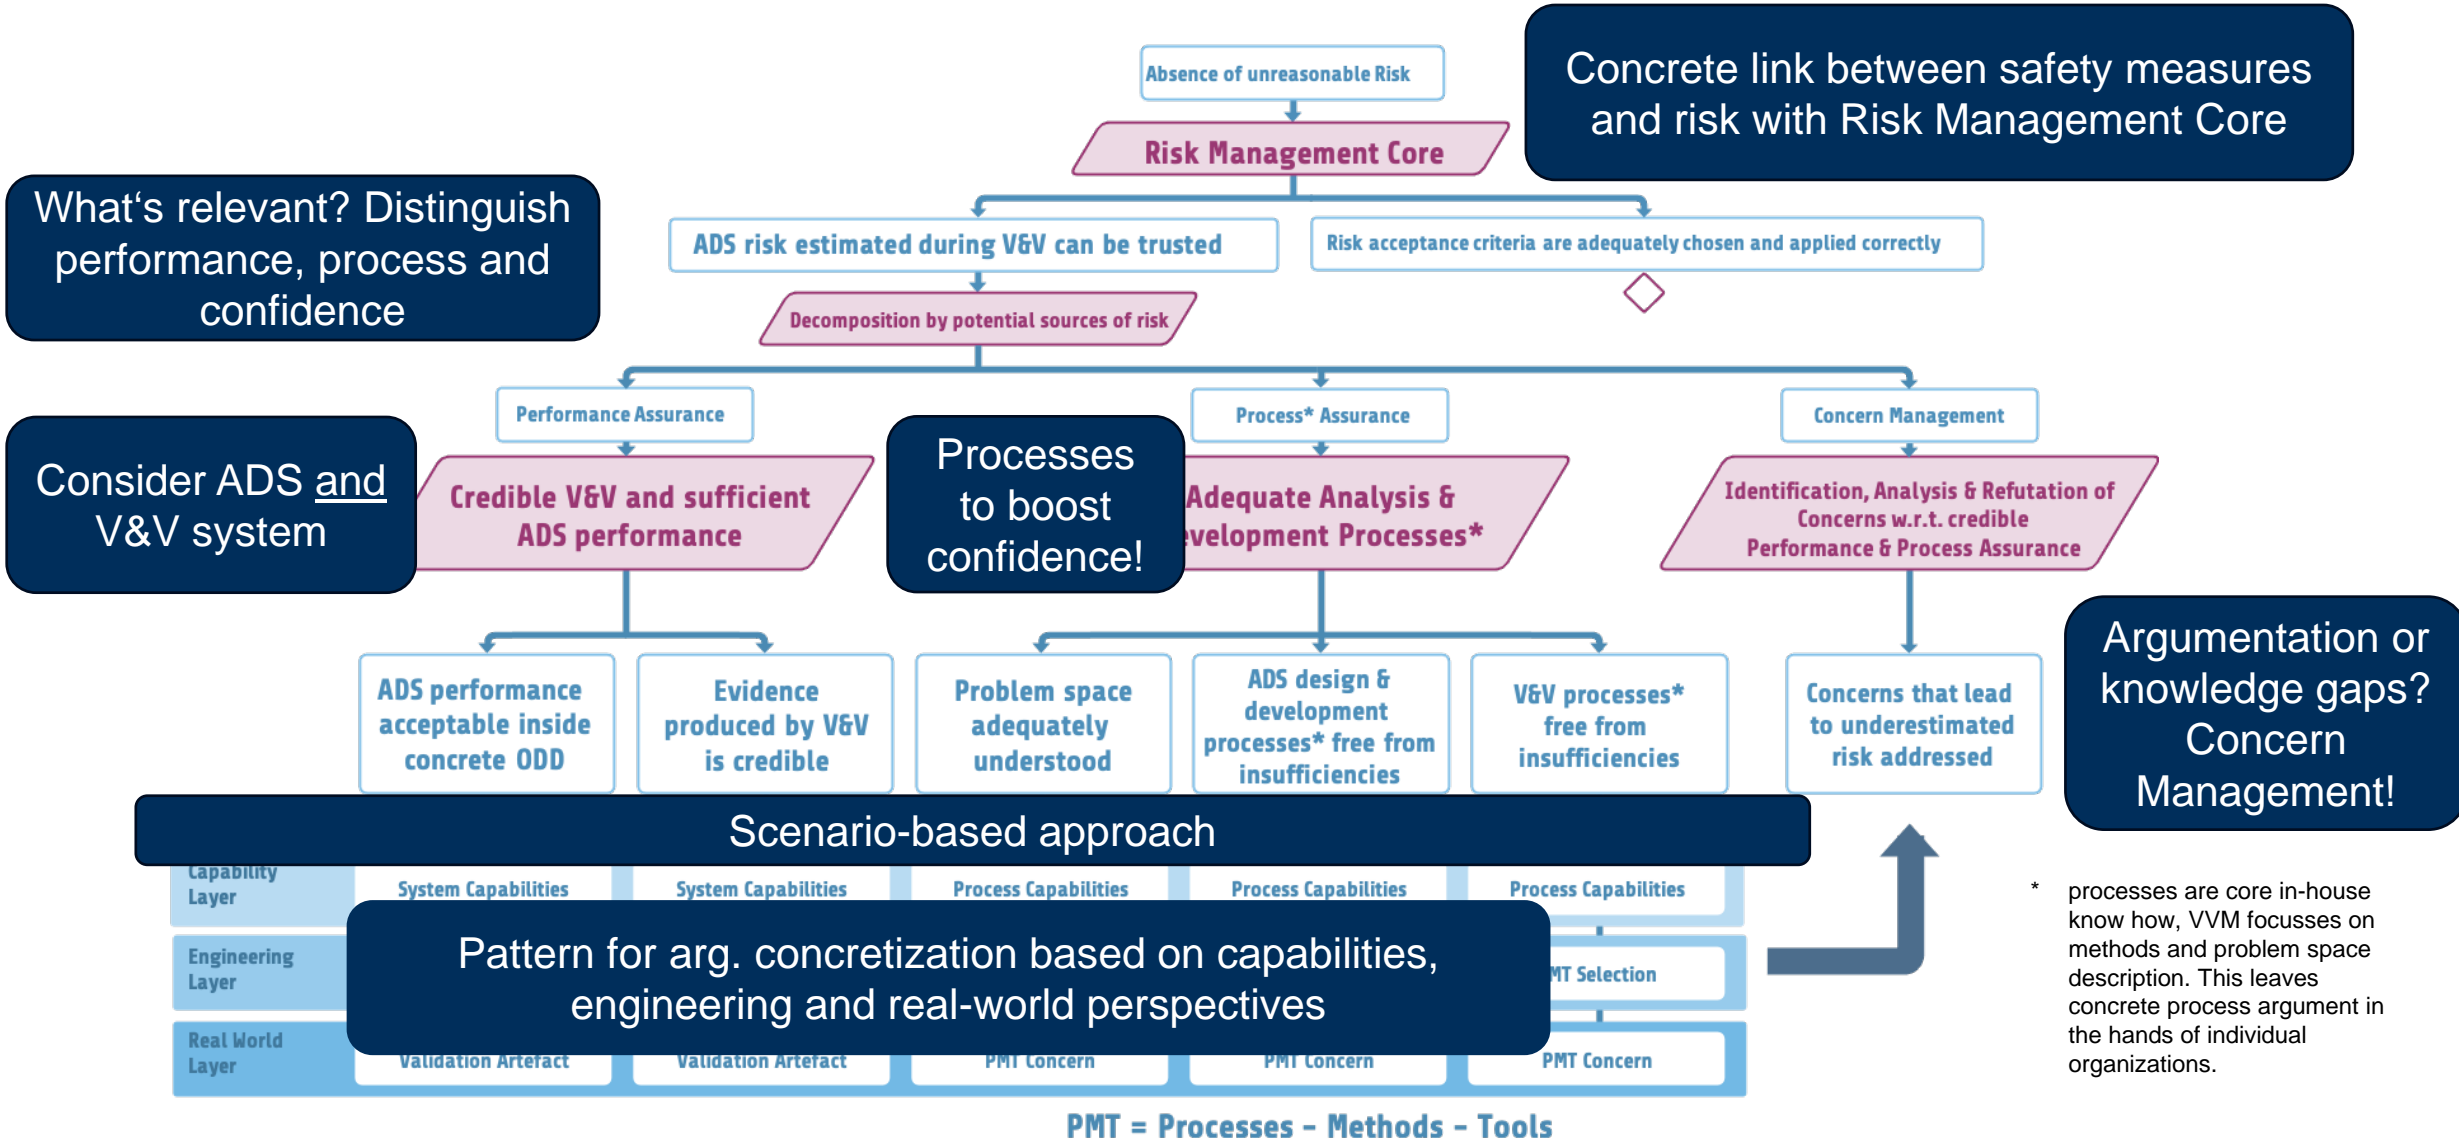 Absence of unreasonable Risk
Concrete link between safety measures
and risk with Risk Management Core
Risk Management Core
What‘s relevant? Distinguish
performance, process and
confidence
ADS risk estimated during V&V can be trusted
Risk acceptance criteria are adequately chosen and applied correctly
Decomposition by potential sources of risk
Performance Assurance
Process* Assurance
Concern Management
Consider ADS and
V&V system
Credible V&V and sufficient
ADS performance
Processes
to boost
confidence!
Adequate Analysis &
velopment Processes*
Identification, Analysis & Refutation of
Concerns w.r.t. credible
Performance & Process Assurance
ADS performance
acceptable inside
concrete ODD
Evidence
produced by V&V
is credible
Problem space
adequately
understood
ADS design &
development
processes* free from
insufficiencies
V&V processes*
free from
insufficiencies
Concerns that lead
to underestimated
risk addressed
Argumentation or
knowledge gaps?
Concern
Management!
Scenario-based approach
Capability
Layer
System Capabilities
System Capabilities
Process Capabilities
Process Capabilities
Process Capabilities
Engineering
Layer
Pattern for arg. concretization based on capabilities,
engineering and real-world perspectives
MT Selection
Real World
Layer
Validation Artefact
Validation Artefact
PMT Concern
PMT Concern
PMT Concern
* processes are core in-house
know how, VVM focusses on
methods and problem space
description. This leaves
concrete process argument in
the hands of individual
organizations.
PMT = Processes - Methods - Tools